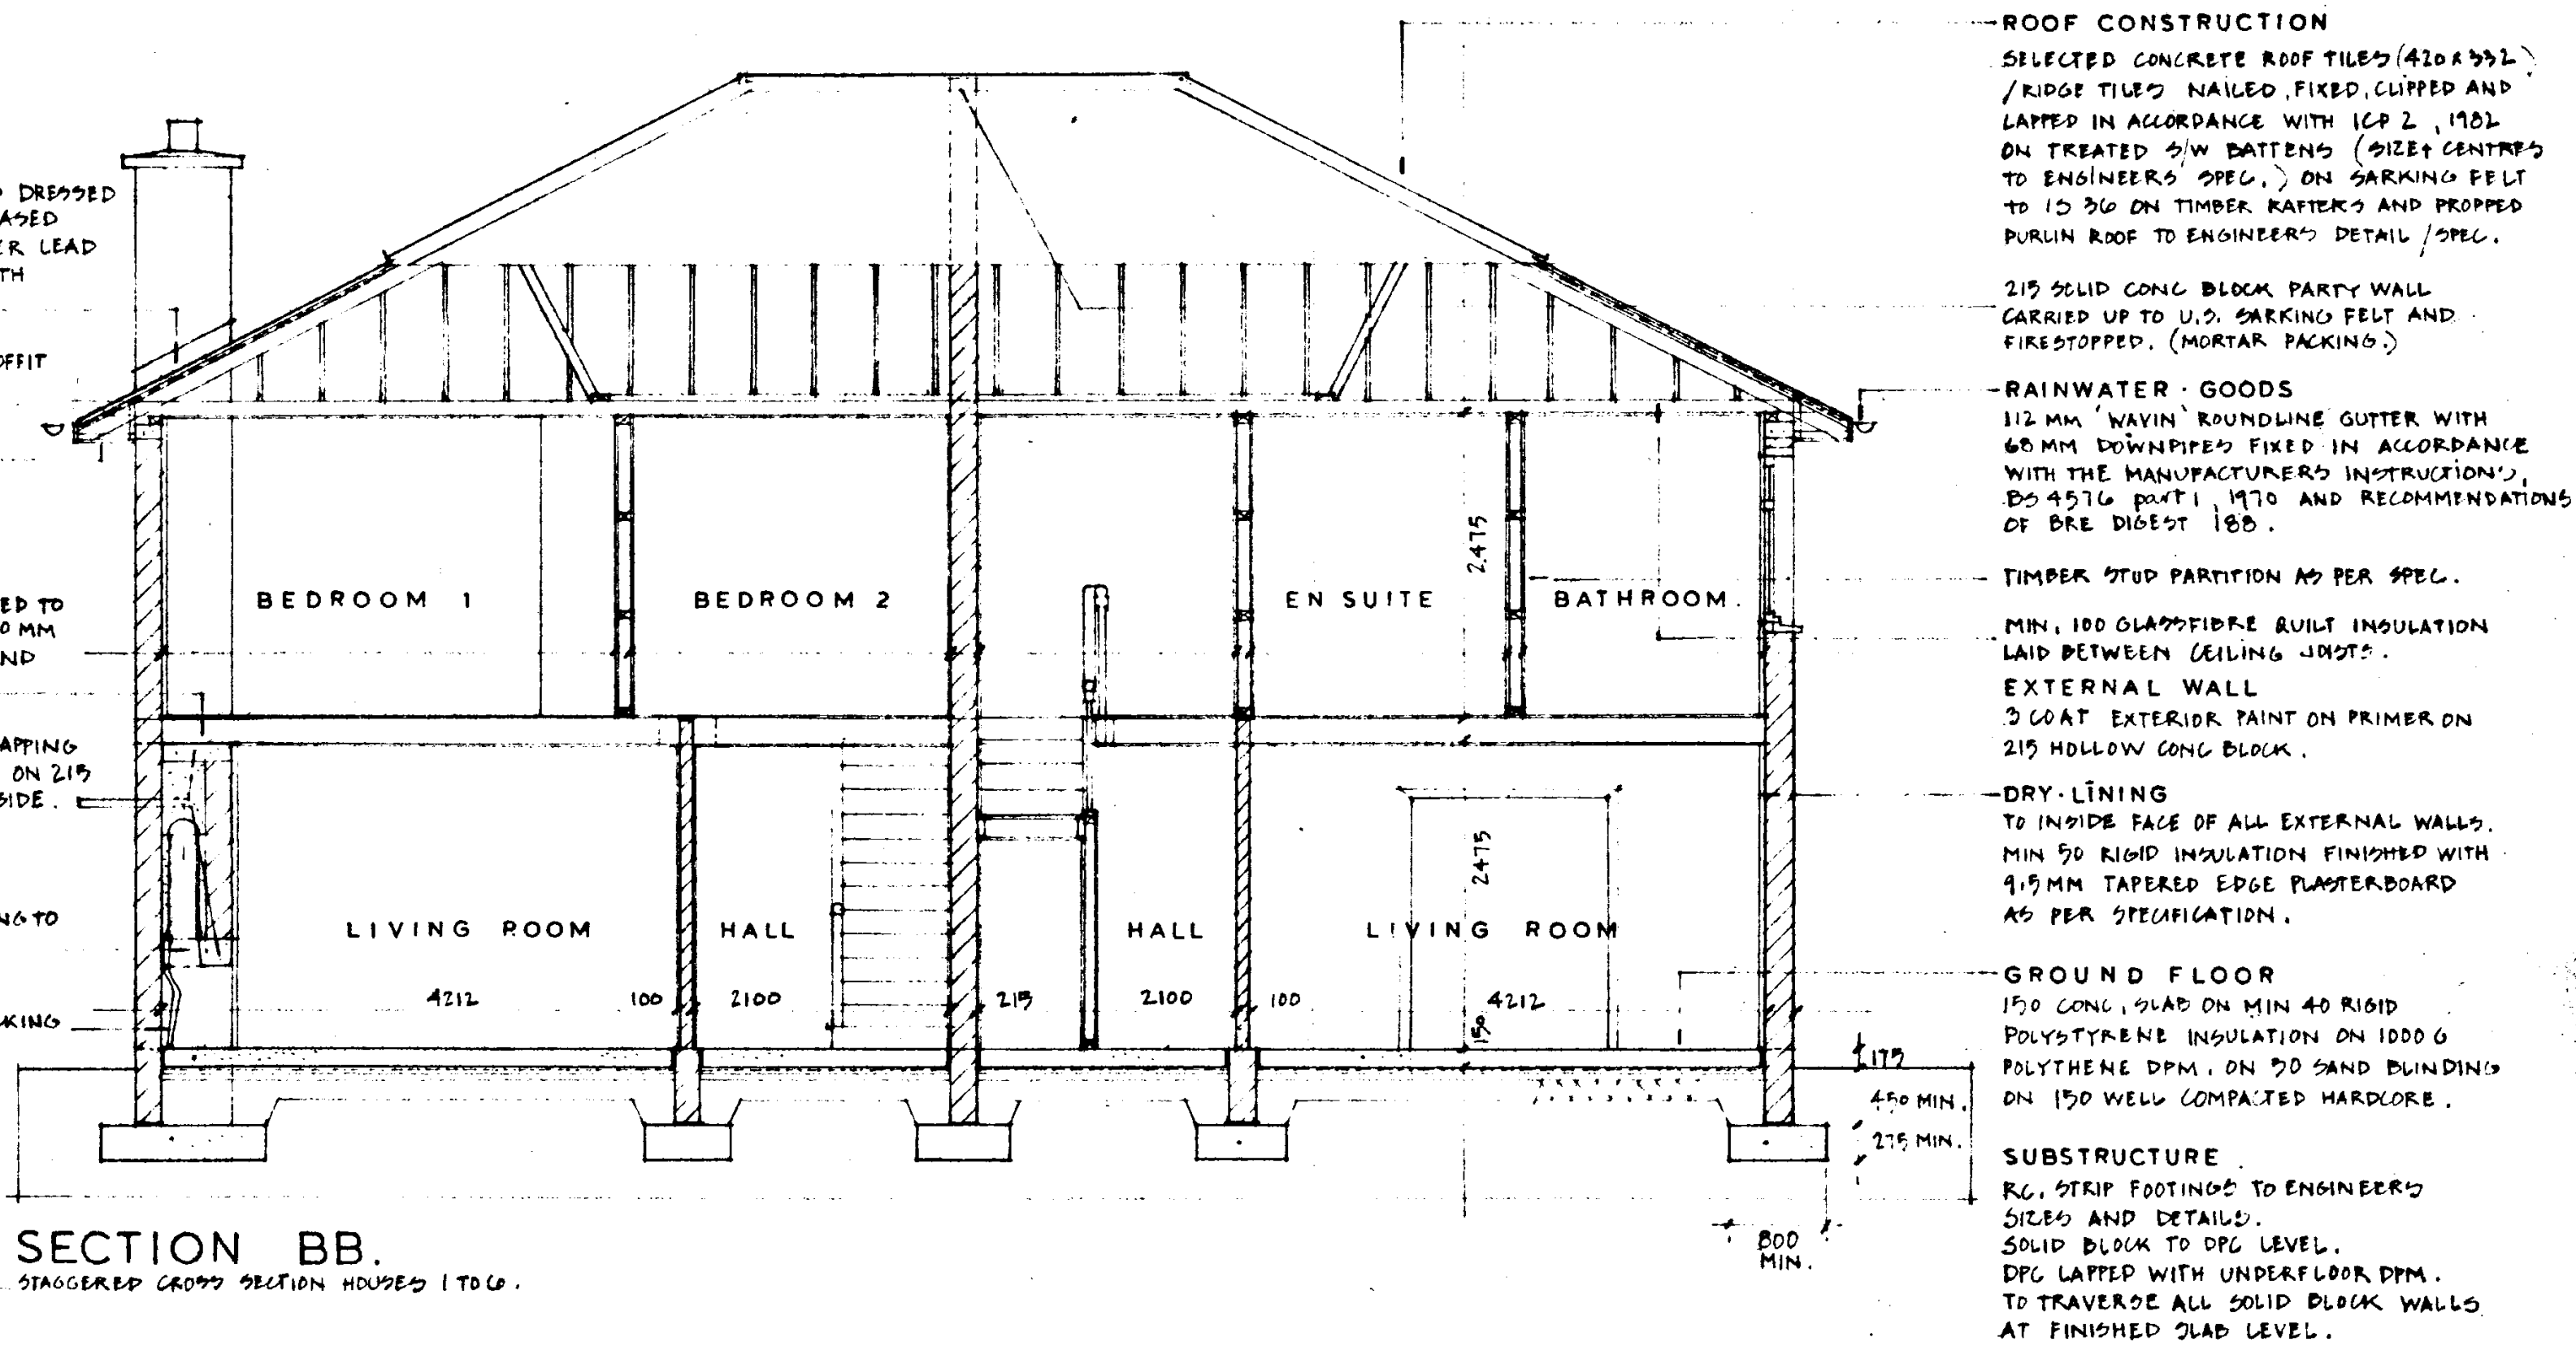 ROOF CONSTRUCTION
SELECTED CONCRETE ROOF TILES (420 x 332)
/ RIDGE TILES NAILED, FIXED, CLIPPED AND
LAPPED IN ACCORDANCE WITH ICP 2, 1982
ON TREATED S/W BATTENS (SIZE + CENTRES
TO ENGINEERS SPEC.) ON SARKING FELT
TO IS 36 ON TIMBER RAFTERS AND PROPPED
PURLIN ROOF TO ENGINEERS DETAIL / SPEC.
215 SOLID CONC BLOCK PARTY WALL
CARRIED UP TO U.S. SARKING FELT AND
FIRESTOPPED. (MORTAR PACKING.)
RAINWATER · GOODS
112 MM 'WAVIN' ROUNDLINE GUTTER WITH
68 MM DOWNPIPES FIXED IN ACCORDANCE
WITH THE MANUFACTURERS INSTRUCTIONS,
BS 4576 part 1, 1970 AND RECOMMENDATIONS
OF BRE DIGEST 188.
TIMBER STUD PARTITION AS PER SPEC.
MIN. 100 GLASSFIBRE QUILT INSULATION
LAID BETWEEN CEILING JOISTS.
EXTERNAL WALL
3 COAT EXTERIOR PAINT ON PRIMER ON
215 HOLLOW CONC BLOCK.
DRY·LINING
TO INSIDE FACE OF ALL EXTERNAL WALLS.
MIN 50 RIGID INSULATION FINISHED WITH
9.5 MM TAPERED EDGE PLASTERBOARD
AS PER SPECIFICATION.
GROUND FLOOR
150 CONC. SLAB ON MIN 40 RIGID
POLYSTYRENE INSULATION ON 1000 G
POLYTHENE DPM. ON 50 SAND BLINDING
ON 150 WELL COMPACTED HARDCORE.
SUBSTRUCTURE
RC. STRIP FOOTINGS TO ENGINEERS
SIZES AND DETAILS.
SOLID BLOCK TO DPC LEVEL.
DPC LAPPED WITH UNDERFLOOR DPM.
TO TRAVERSE ALL SOLID BLOCK WALLS
AT FINISHED SLAB LEVEL.
DRESSED
ASED
ER LEAD
TH
OFFIT
ED TO
0 MM
ND
APPING
ON 215
SIDE.
NG TO
KING
BEDROOM 1
BEDROOM 2
EN SUITE
BATHROOM.
2475
LIVING ROOM
HALL
HALL
LIVING ROOM
2475
4212
100
2100
215
2100
100
4212
150
175
450 MIN.
275 MIN.
800
MIN.
SECTION BB.
STAGGERED CROSS SECTION HOUSES 1 TO 6.